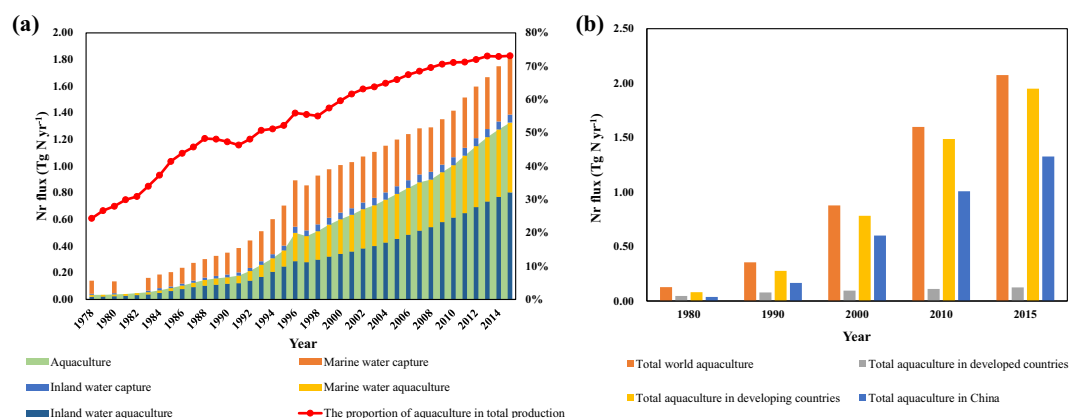 (a)
Nr flux (Tg N yr-1)
2.00
1.80
1.60
1.40
1.20
1.00
0.80
0.60
0.40
0.20
0.00
80%
70%
60%
50%
40%
30%
20%
10%
0%
1978 1980 1982 1984 1986 1988 1990 1992 1994 1996 1998 2000 2002 2004 2006 2008 2010 2012 2014
Year
Aquaculture Marine water capture
Inland water capture Marine water aquaculture
Inland water aquaculture The proportion of aquaculture in total production
(b)
Nr flux (Tg N yr-1)
2.50
2.00
1.50
1.00
0.50
0.00
1980 1990 2000 2010 2015
Year
Total world aquaculture Total aquaculture in developed countries
Total aquaculture in developing countries Total aquaculture in China